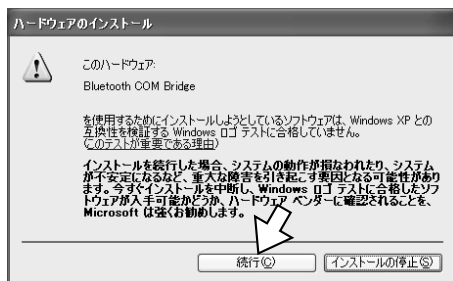 ハードウェアのインストール
このハードウェア:
Bluetooth COM Bridge
を使用するためにインストールしようとしているソフトウェアは、Windows XP との
互換性を検証する Windows ロゴ テストに合格していません。
(このテストが重要である理由)
インストールを続行した場合、システムの動作が損なわれたり、システム
が不安定になるなど、重大な障害を引き起こす要因となる可能性があり
ます。今すぐインストールを中断し、Windows ロゴ テストに合格したソフ
トウェアが入手可能かどうか、ハードウェア ベンダーに確認されることを、
Microsoft は強くお勧めします。
続行(C) インストールの停止(S)